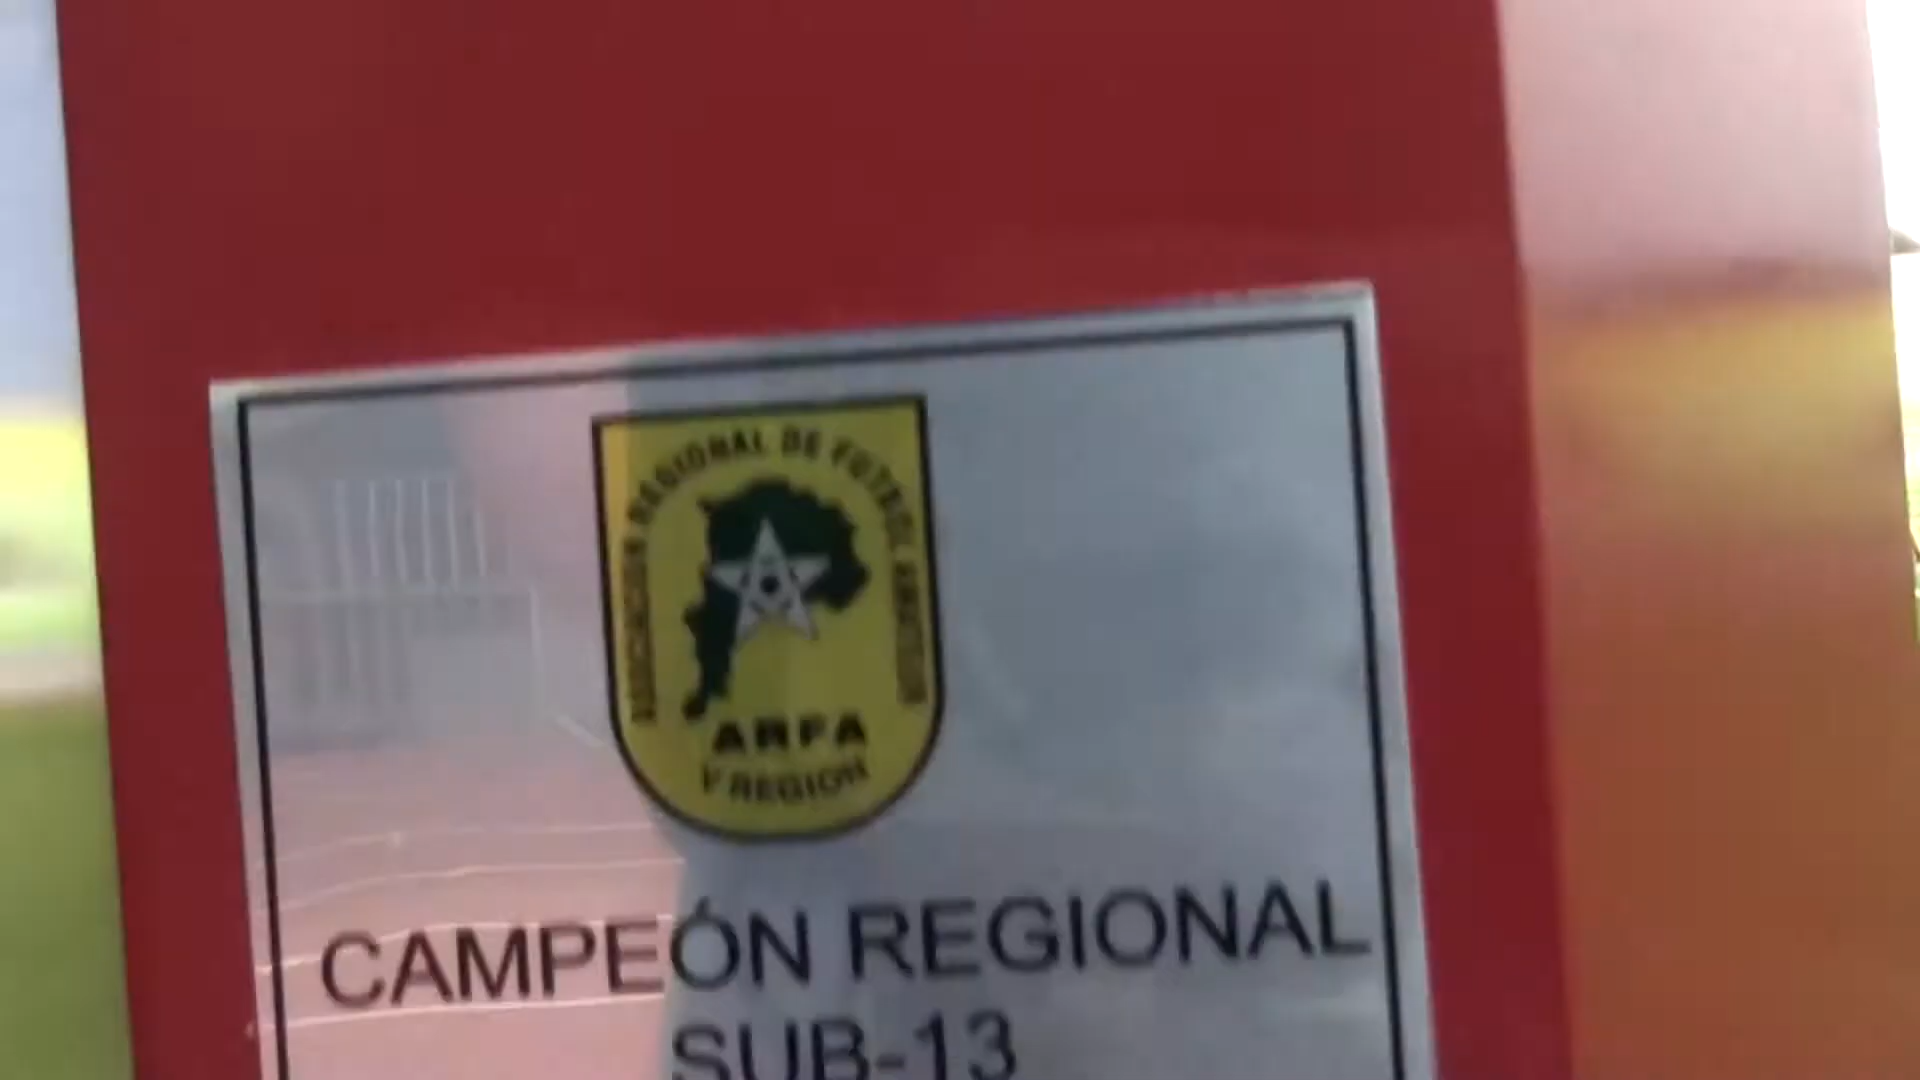 ASOCIACION REGIONAL DE FUTBOL AMATEUR
ARFA
V REGION
CAMPEÓN REGIONAL
SUB-13